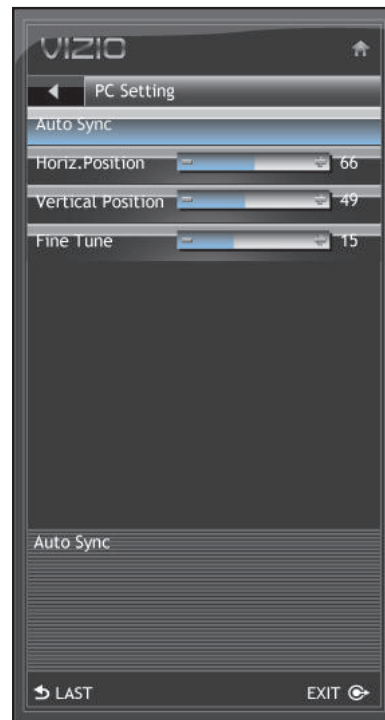 VIZIO
PC Setting
Auto Sync
Horiz.Position 66
Vertical Position 49
Fine Tune 15
Auto Sync
LAST EXIT